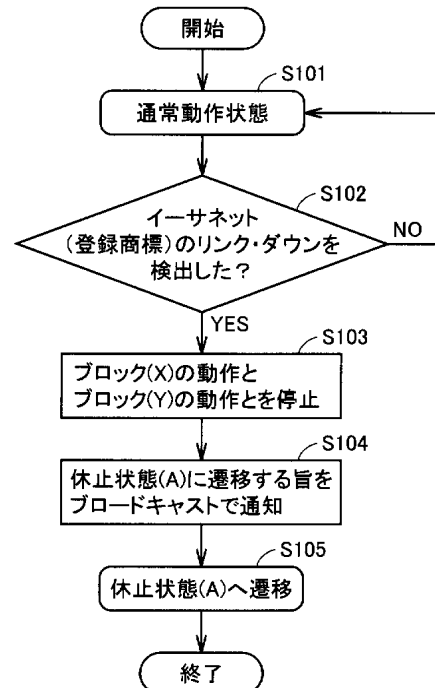 開始
S101
通常動作状態
S102
イーサネット
(登録商標)のリンク・ダウンを
検出した？
NO
YES
S103
ブロック(X)の動作と
ブロック(Y)の動作とを停止
S104
休止状態(A)に遷移する旨を
ブロードキャストで通知
S105
休止状態(A)へ遷移
終了